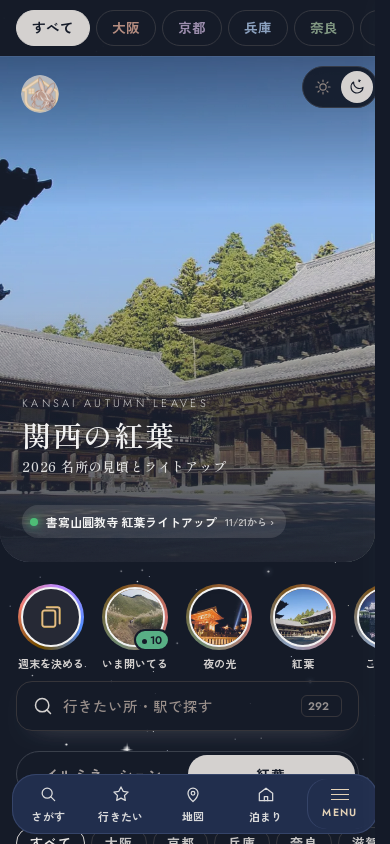 すべて
大阪
京都
兵庫
奈良
KANSAI AUTUMN LEAVES
関西の紅葉
2026 名所の見頃とライトアップ
書寫山圓教寺 紅葉ライトアップ 11/21から ›
10
週末を決める
いま開いてる
夜の光
紅葉
行きたい所・駅で探す
292
さがす
行きたい
地図
泊まり
MENU
すべて
大阪
京都
兵庫
奈良